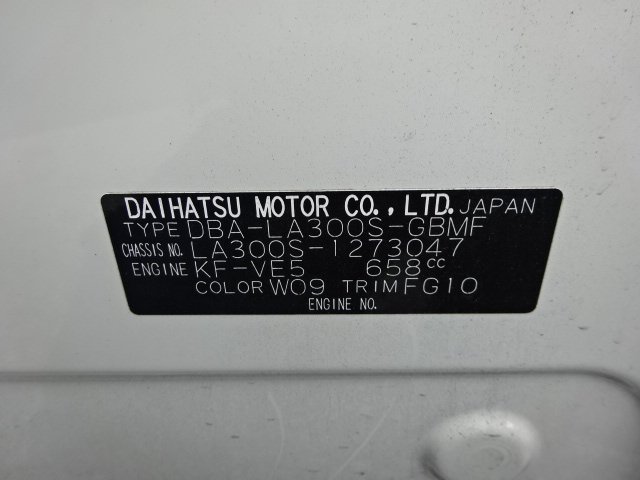 DAIHATSU MOTOR CO., LTD. JAPAN
TYPE DBA-LA300S-GBMF
CHASSIS NO. LA300S-1273047
ENGINE KF-VE5 658cc
COLOR W09 TRIM FG10
ENGINE NO.